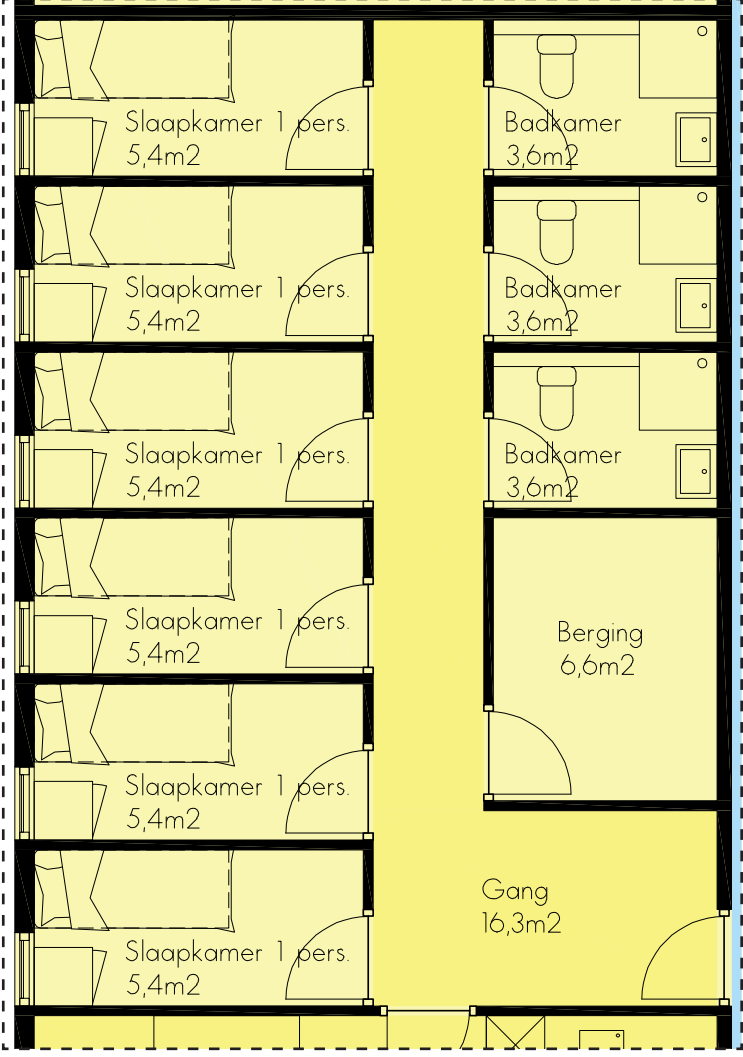 Slaapkamer 1 pers.
5,4m2
Badkamer
3,6m2
Slaapkamer 1 pers.
5,4m2
Badkamer
3,6m2
Slaapkamer 1 pers.
5,4m2
Badkamer
3,6m2
Slaapkamer 1 pers.
5,4m2
Berging
6,6m2
Slaapkamer 1 pers.
5,4m2
Gang
16,3m2
Slaapkamer 1 pers.
5,4m2